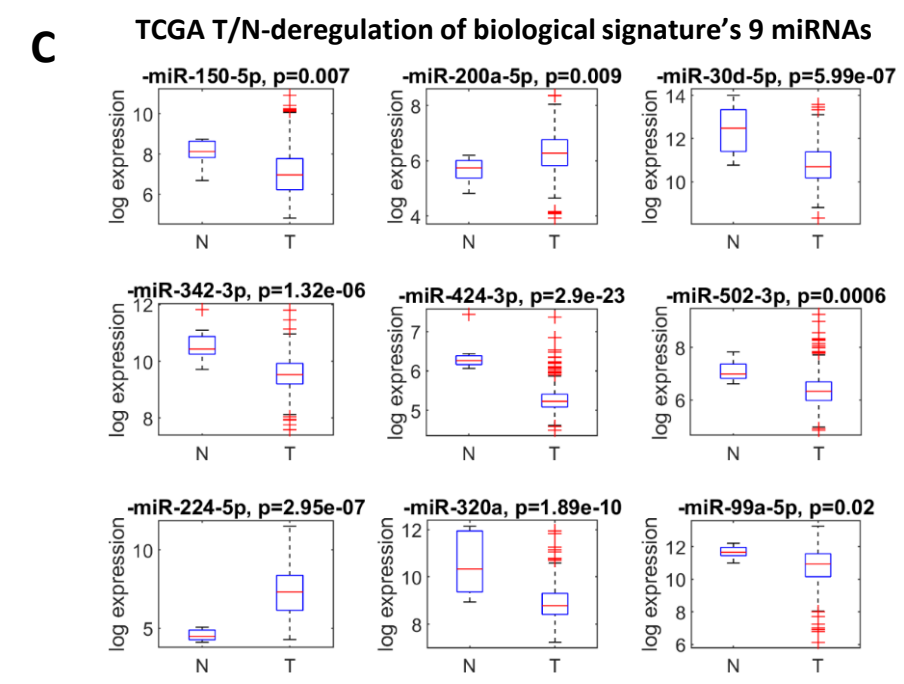 C
TCGA T/N-deregulation of biological signature's 9 miRNAs
-miR-150-5p, p=0.007
log expression
10
8
6
N
T
-miR-200a-5p, p=0.009
log expression
8
6
4
N
T
-miR-30d-5p, p=5.99e-07
log expression
14
12
10
N
T
-miR-342-3p, p=1.32e-06
log expression
12
10
8
N
T
-miR-424-3p, p=2.9e-23
log expression
7
6
5
N
T
-miR-502-3p, p=0.0006
log expression
8
6
N
T
-miR-224-5p, p=2.95e-07
log expression
10
5
N
T
-miR-320a, p=1.89e-10
log expression
12
10
8
N
T
-miR-99a-5p, p=0.02
log expression
12
10
8
6
N
T